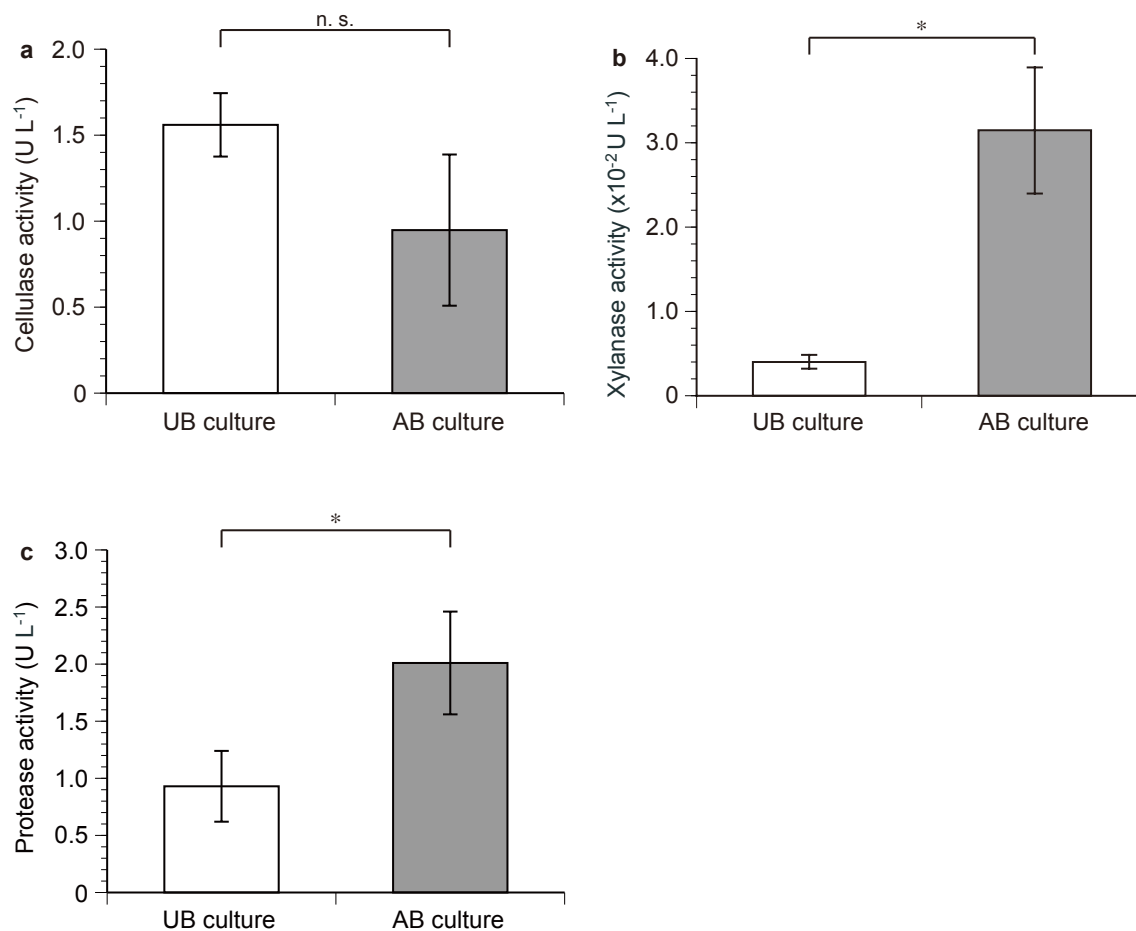 a
n. s.
Cellulase activity (U L⁻¹)
2.0
1.5
1.0
0.5
0
UB culture
AB culture
b
*
Xylanase activity (x10⁻² U L⁻¹)
4.0
3.0
2.0
1.0
0
UB culture
AB culture
c
*
Protease activity (U L⁻¹)
3.0
2.5
2.0
1.5
1.0
0.5
0
UB culture
AB culture